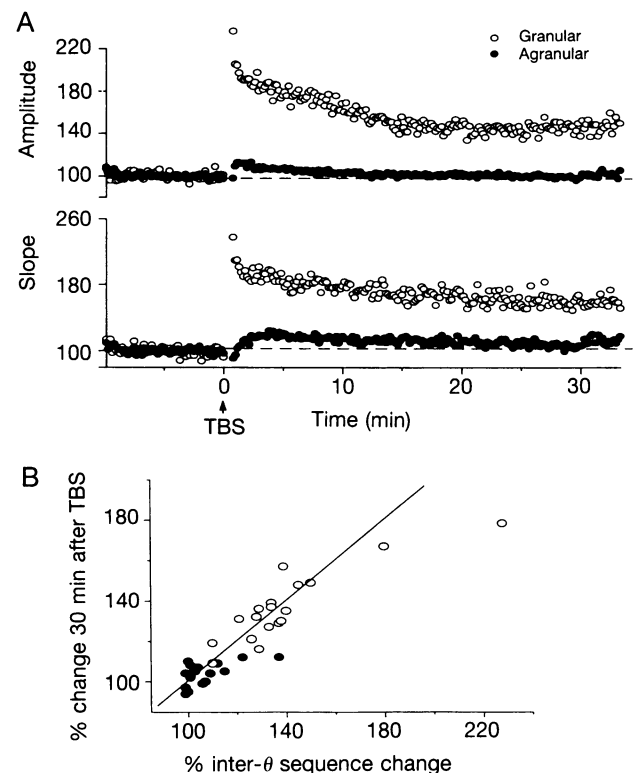 A
Granular
Agranular
Amplitude
220
180
140
100
Slope
260
180
100
0
10
20
30
TBS
Time (min)
B
% change 30 min after TBS
180
140
100
100
140
180
220
% inter-θ sequence change